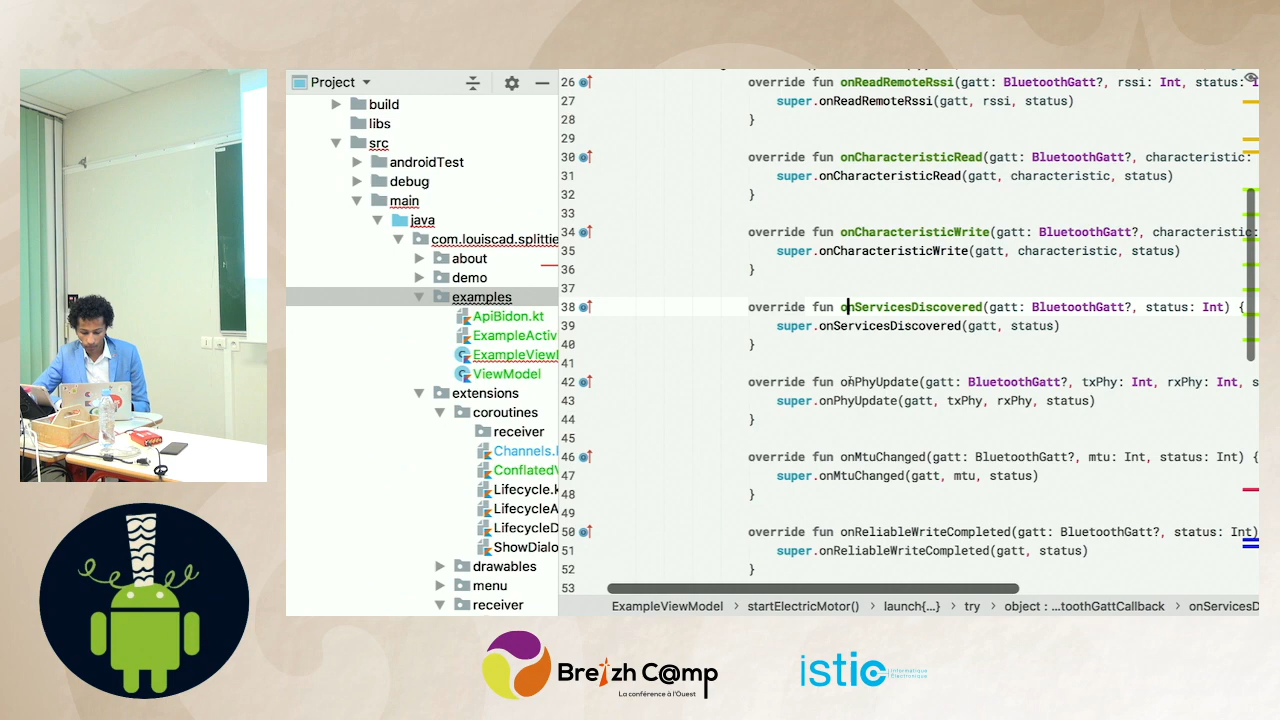 Project
build
libs
src
androidTest
debug
main
java
com.louiscad.splittie
about
demo
examples
ApiBidon.kt
ExampleActiv
ExampleViewM
ViewModel
extensions
coroutines
receiver
Channels.k
ConflatedV
Lifecycle.k
LifecycleA
LifecycleD
ShowDialo
drawables
menu
receiver
26 override fun onReadRemoteRssi(gatt: BluetoothGatt?, rssi: Int, status: I
27 super.onReadRemoteRssi(gatt, rssi, status)
28 }
29
30 override fun onCharacteristicRead(gatt: BluetoothGatt?, characteristic:
31 super.onCharacteristicRead(gatt, characteristic, status)
32 }
33
34 override fun onCharacteristicWrite(gatt: BluetoothGatt?, characteristic:
35 super.onCharacteristicWrite(gatt, characteristic, status)
36 }
37
38 override fun onServicesDiscovered(gatt: BluetoothGatt?, status: Int) {
39 super.onServicesDiscovered(gatt, status)
40 }
41
42 override fun onPhyUpdate(gatt: BluetoothGatt?, txPhy: Int, rxPhy: Int, s
43 super.onPhyUpdate(gatt, txPhy, rxPhy, status)
44 }
45
46 override fun onMtuChanged(gatt: BluetoothGatt?, mtu: Int, status: Int) {
47 super.onMtuChanged(gatt, mtu, status)
48 }
49
50 override fun onReliableWriteCompleted(gatt: BluetoothGatt?, status: Int)
51 super.onReliableWriteCompleted(gatt, status)
52 }
53
ExampleViewModel > startElectricMotor() > launch{...} > try > object : ...toothGattCallback > onServicesD
Breizh C@mp
La conférence à l'Ouest
istic Informatique
Électronique